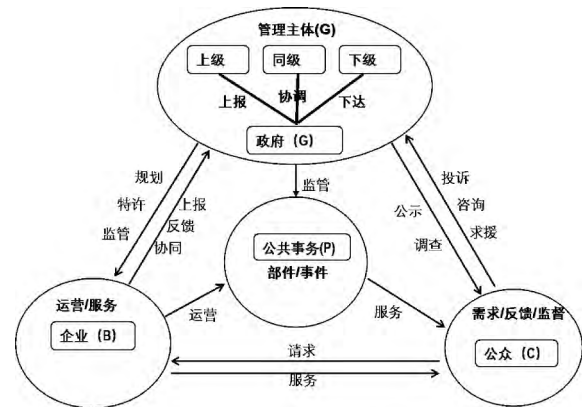 管理主体(G)
上级 同级 下级
上报 协调 下达
政府 (G)
规划
特许
监管
上报
反馈
协同
监管
公示
调查
投诉
咨询
求援
公共事务(P)
部件/事件
运营/服务
企业 (B)
运营
服务
需求/反馈/监督
公众 (C)
请求
服务